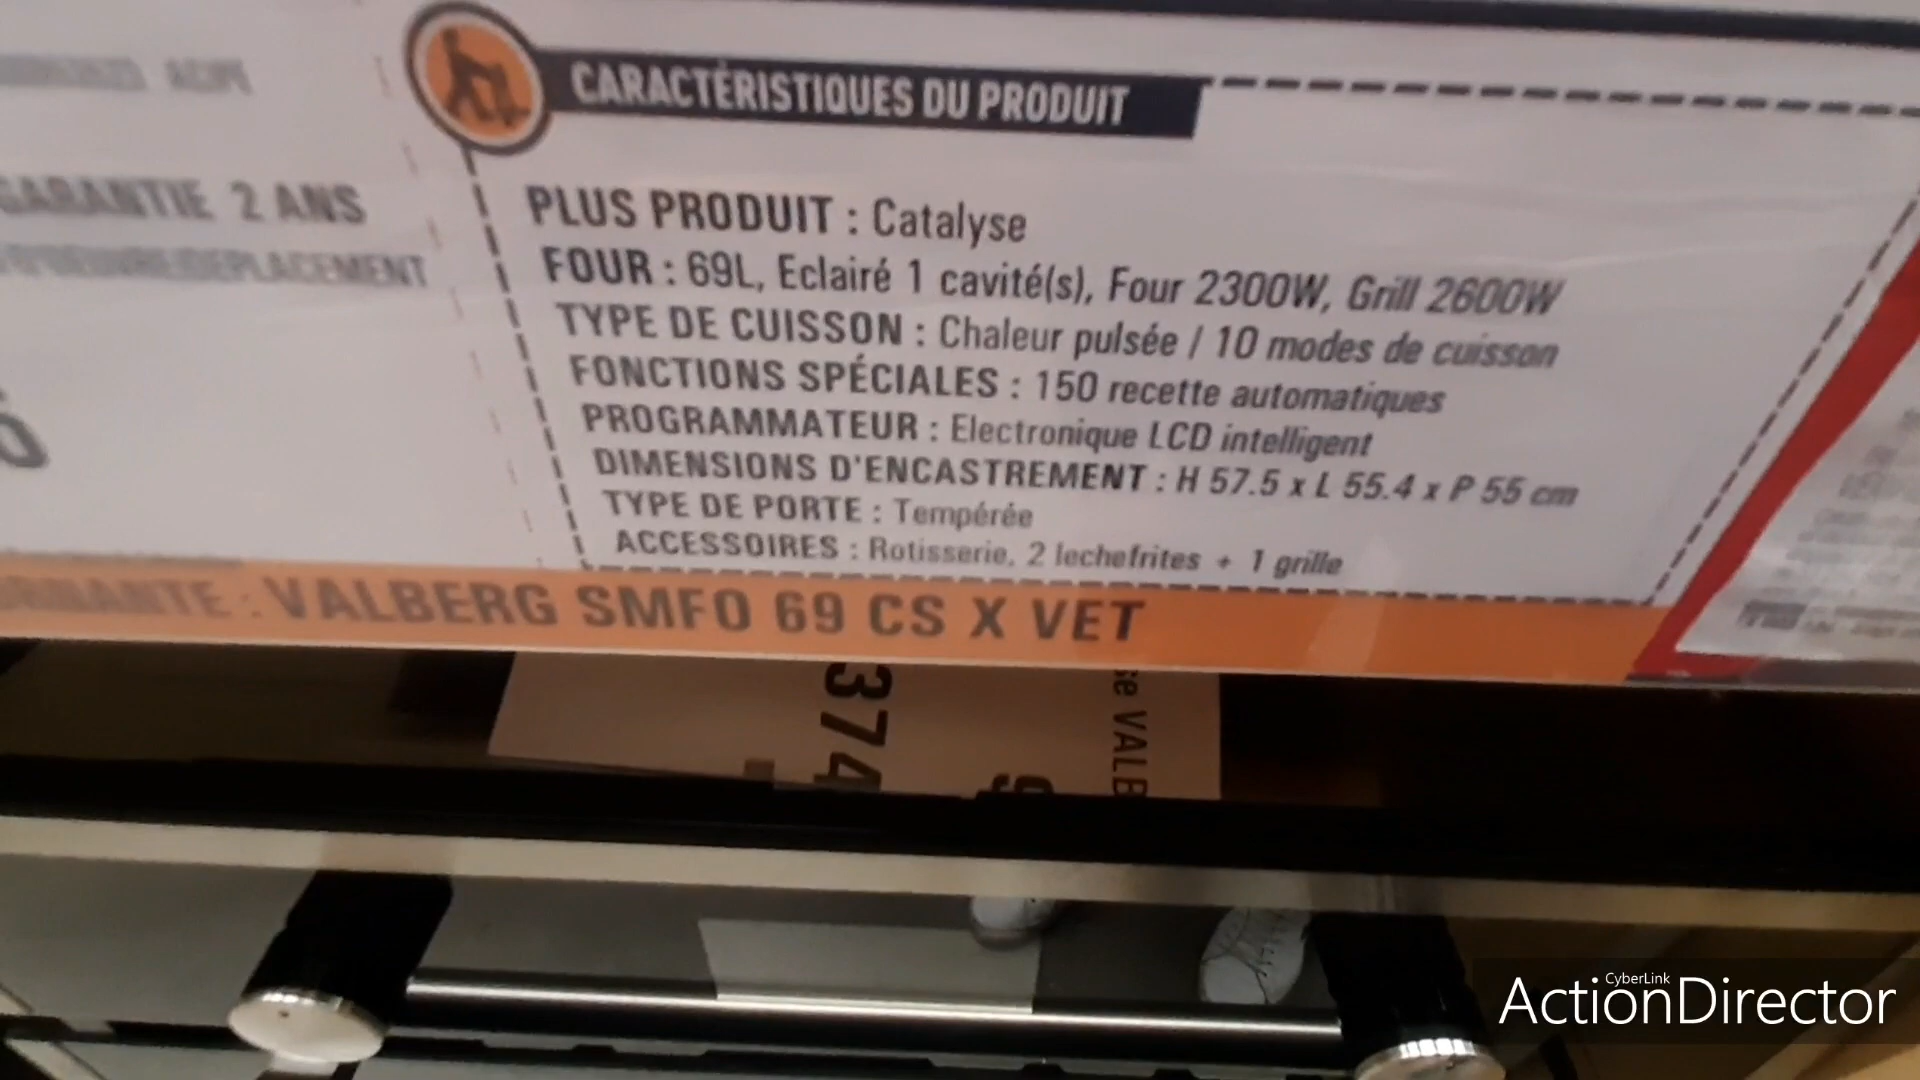 CARACTÉRISTIQUES DU PRODUIT
GARANTIE 2 ANS
PLUS PRODUIT : Catalyse
FOUR : 69L, Eclairé 1 cavité(s), Four 2300W, Grill 2600W
TYPE DE CUISSON : Chaleur pulsée / 10 modes de cuisson
FONCTIONS SPÉCIALES : 150 recette automatiques
PROGRAMMATEUR : Electronique LCD intelligent
DIMENSIONS D'ENCASTREMENT : H 57.5 x L 55.4 x P 55 cm
TYPE DE PORTE : Tempérée
ACCESSOIRES : Rotisserie, 2 lechefrites + 1 grille
: VALBERG SMFO 69 CS X VET
374
se VALB
CyberLink
ActionDirector